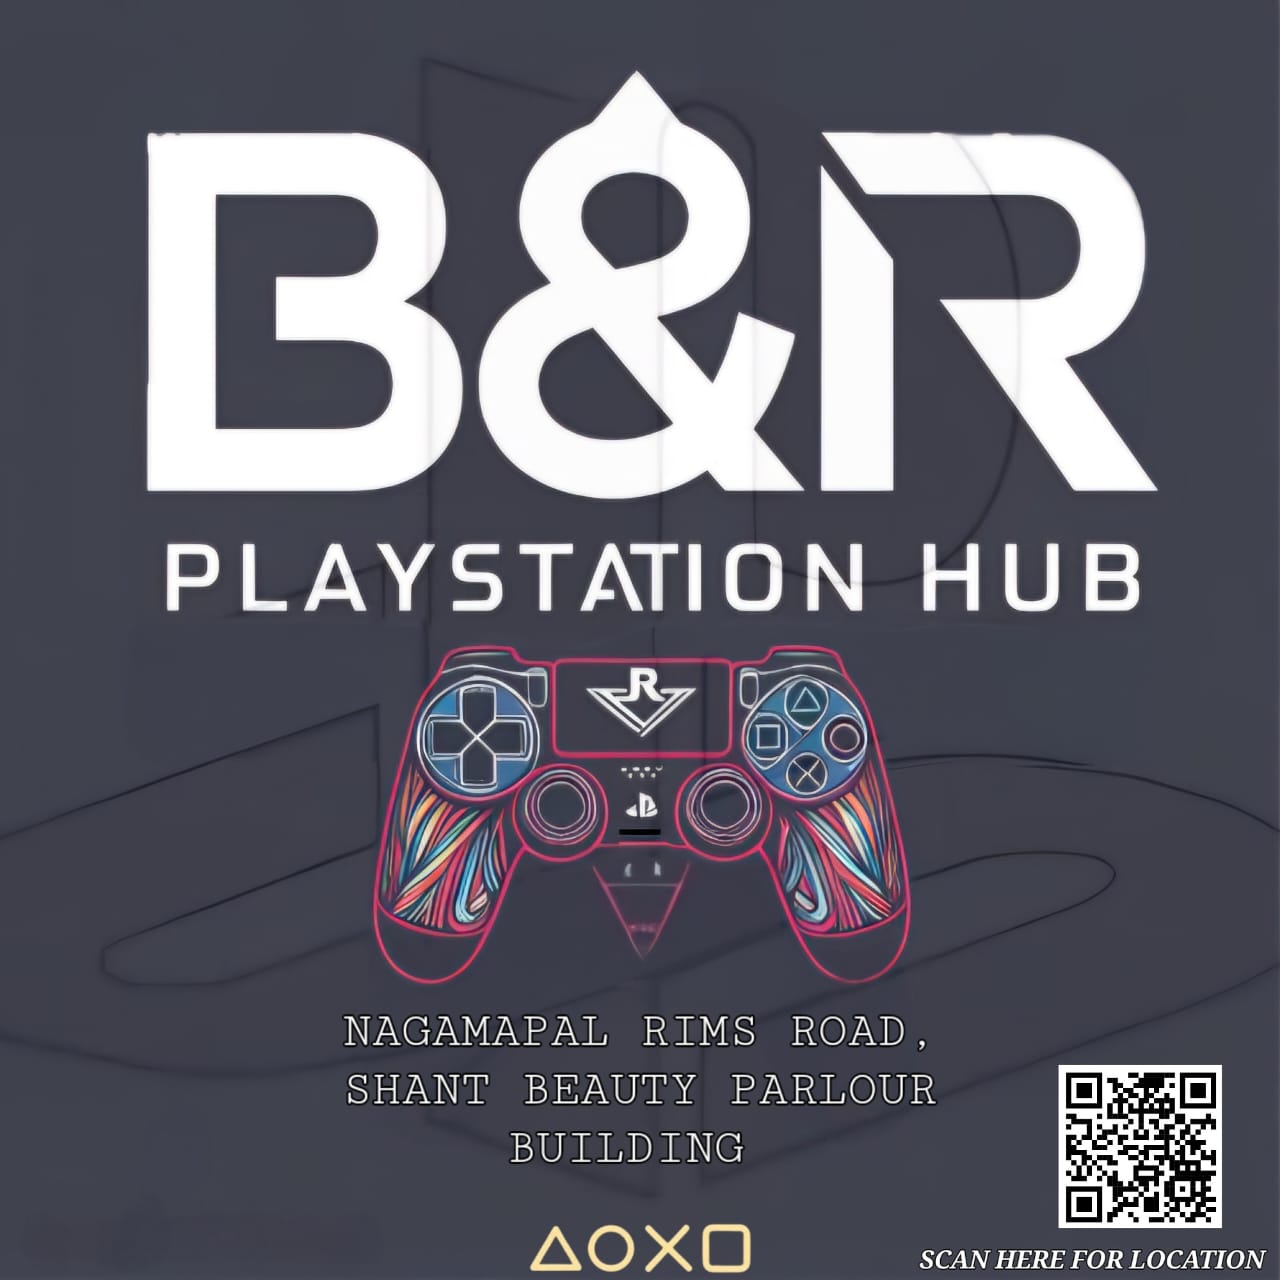 B&R
PLAYSTATION HUB
R
NAGAMAPAL RIMS ROAD,
SHANT BEAUTY PARLOUR
BUILDING
SCAN HERE FOR LOCATION